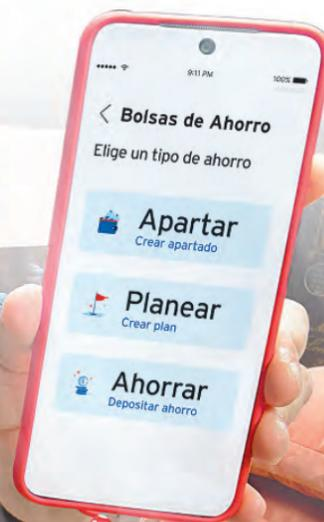 9:11 PM
100%
Bolsas de Ahorro
Elige un tipo de ahorro
Apartar
Crear apartado
Planear
Crear plan
Ahorrar
Depositar ahorro